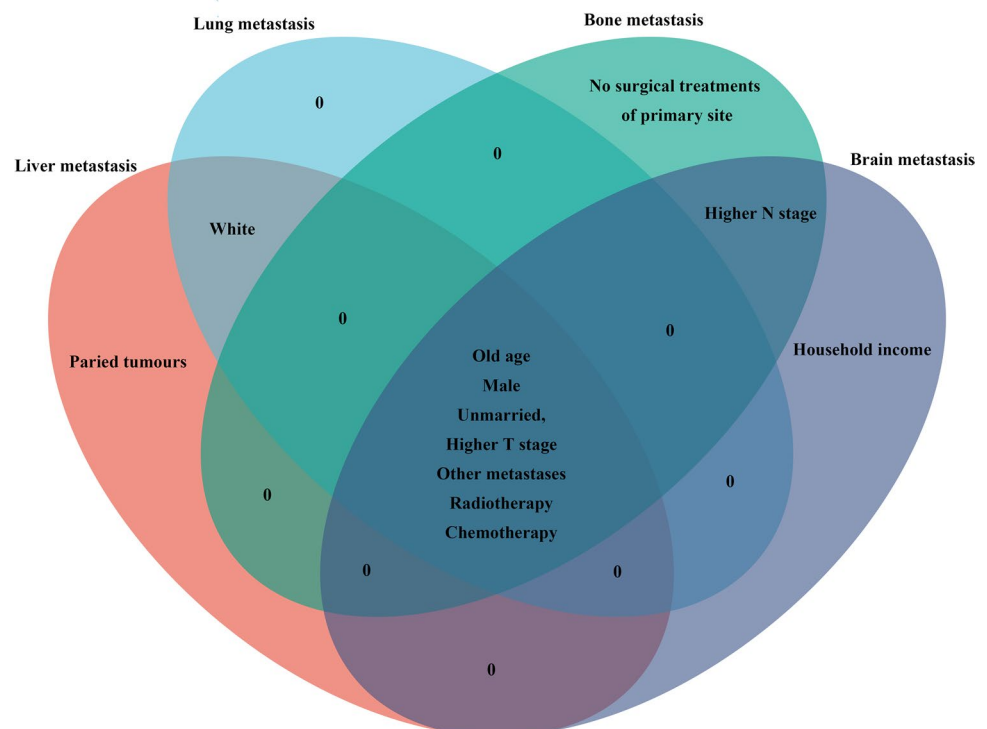 Bone metastasis
Lung metastasis
No surgical treatments
of primary site
0
0
Brain metastasis
Liver metastasis
Higher N stage
White
0
0
Household income
Old age
Paried tumours
Male
Unmarried,
Higher T stage
Other metastases
0
0
Radiotherapy
Chemotherapy
0
0
0